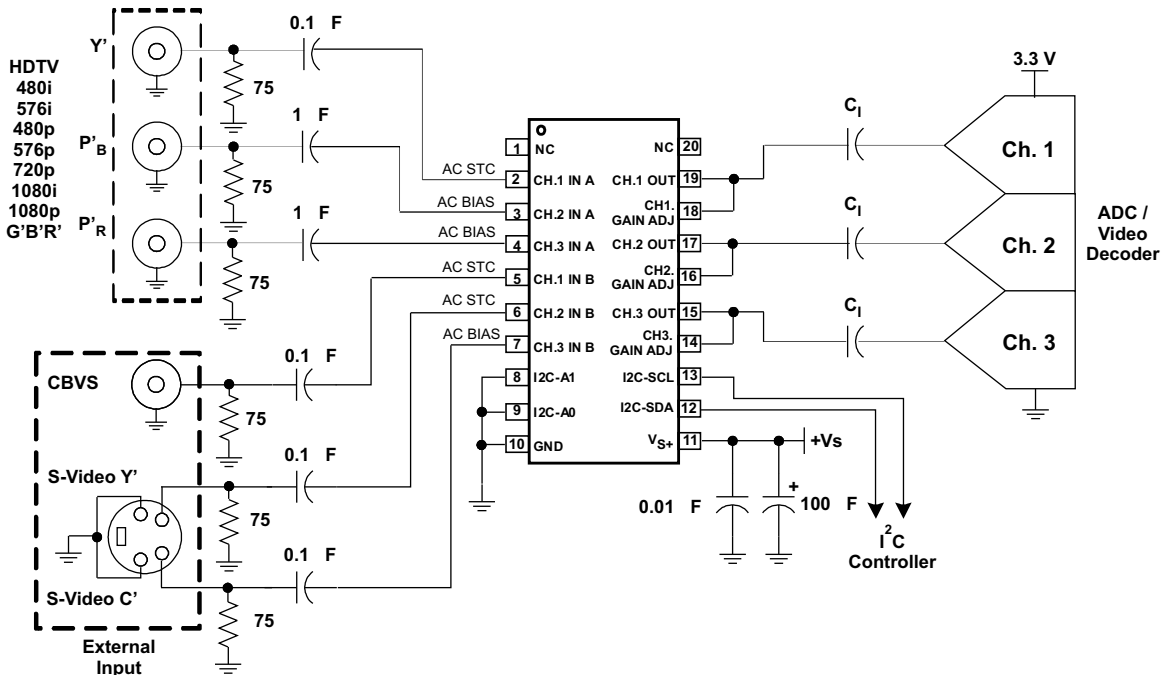 HDTV
480i
576i
480p
576p
720p
1080i
1080p
G'B'R'
Y'
P'B
P'R
0.1 F
75
1 F
75
1 F
75
AC STC
AC BIAS
AC BIAS
AC STC
AC STC
AC BIAS
CBVS
0.1 F
75
S-Video Y'
0.1 F
75
S-Video C'
0.1 F
75
External
Input
1 NC
2 CH.1 IN A
3 CH.2 IN A
4 CH.3 IN A
5 CH.1 IN B
6 CH.2 IN B
7 CH.3 IN B
8 I2C-A1
9 I2C-A0
10 GND
NC 20
CH.1 OUT 19
CH1.
GAIN ADJ 18
CH.2 OUT 17
CH2.
GAIN ADJ 16
CH.3 OUT 15
CH3.
GAIN ADJ 14
I2C-SCL 13
I2C-SDA 12
VS+ 11
+Vs
0.01 F
+
100 F
I2C
Controller
CI
CI
CI
3.3 V
Ch. 1
Ch. 2
Ch. 3
ADC /
Video
Decoder